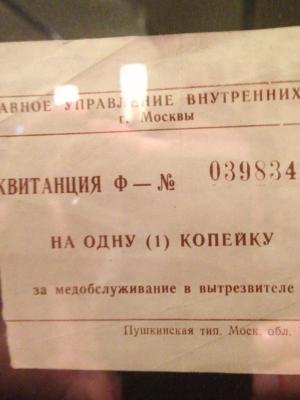 АВНОЕ УПРАВЛЕНИЕ ВНУТРЕННИХ
г. Москвы
КВИТАНЦИЯ Ф — № 039834
НА ОДНУ (1) КОПЕЙКУ
за медобслуживание в вытрезвителе
Пушкинская тип. Моск. обл.